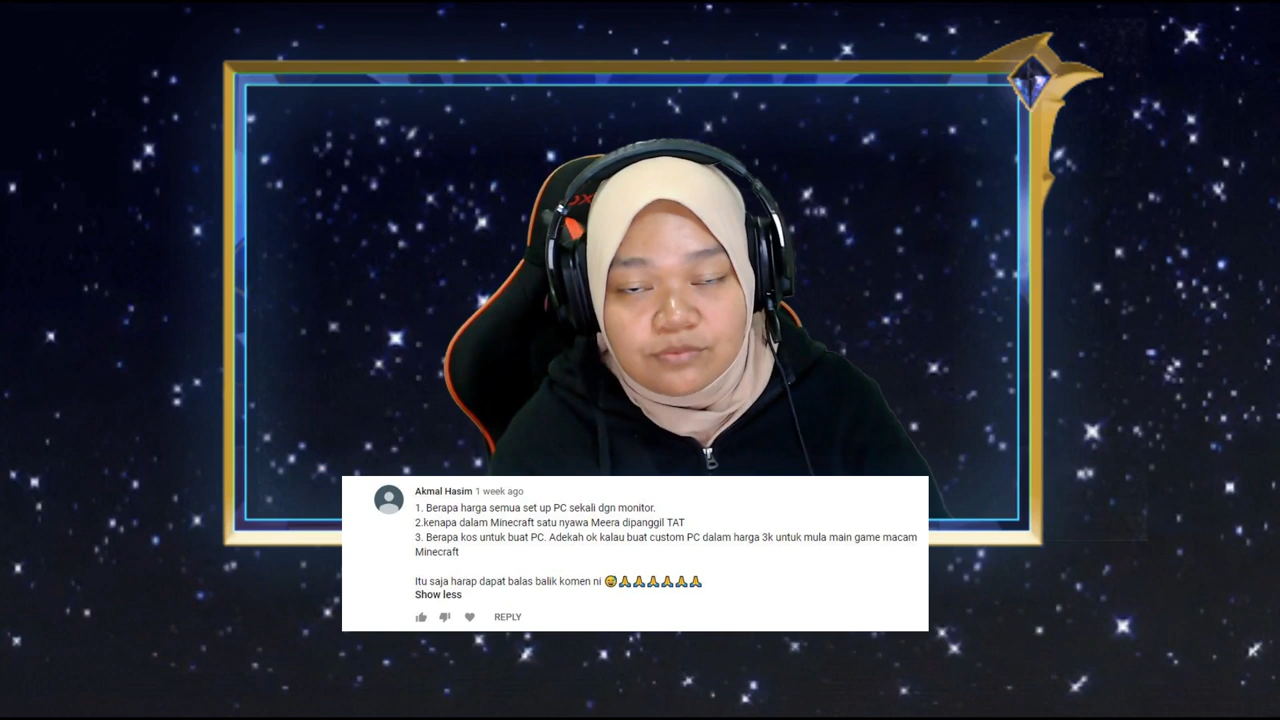 Akmal Hasim 1 week ago
1. Berapa harga semua set up PC sekali dgn monitor.
2.kenapa dalam Minecraft satu nyawa Meera dipanggil TAT
3. Berapa kos untuk buat PC. Adekah ok kalau buat custom PC dalam harga 3k untuk mula main game macam
Minecraft
Itu saja harap dapat balas balik komen ni 😅🙏🙏🙏🙏🙏🙏
Show less
REPLY